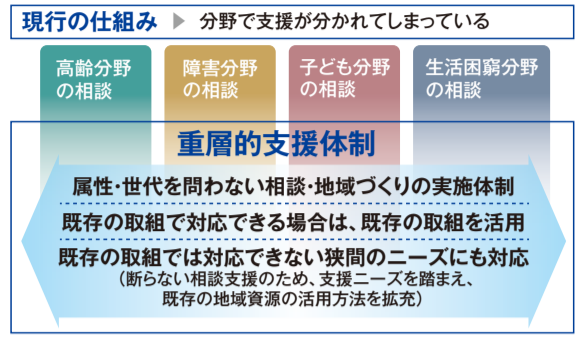 現行の仕組み ▶ 分野で支援が分かれてしまっている
高齢分野
の相談
障害分野
の相談
子ども分野
の相談
生活困窮分野
の相談
重層的支援体制
属性・世代を問わない相談・地域づくりの実施体制
既存の取組で対応できる場合は、既存の取組を活用
既存の取組では対応できない狭間のニーズにも対応
（断らない相談支援のため、支援ニーズを踏まえ、
既存の地域資源の活用方法を拡充）